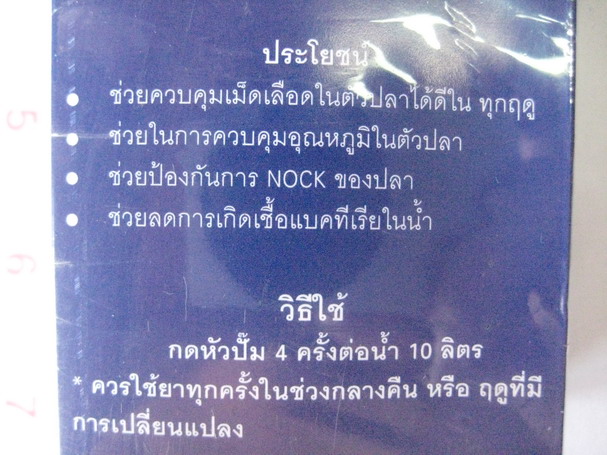 ประโยชน์
• ช่วยควบคุมเม็ดเลือดในตัวปลาได้ดีใน ทุกฤดู
• ช่วยในการควบคุมอุณหภูมิในตัวปลา
• ช่วยป้องกันการ NOCK ของปลา
• ช่วยลดการเกิดเชื้อแบคทีเรียในน้ำ
วิธีใช้
กดหัวปั๊ม 4 ครั้งต่อน้ำ 10 ลิตร
* ควรใช้ยาทุกครั้งในช่วงกลางคืน หรือ ฤดูที่มี
การเปลี่ยนแปลง
5
6
7